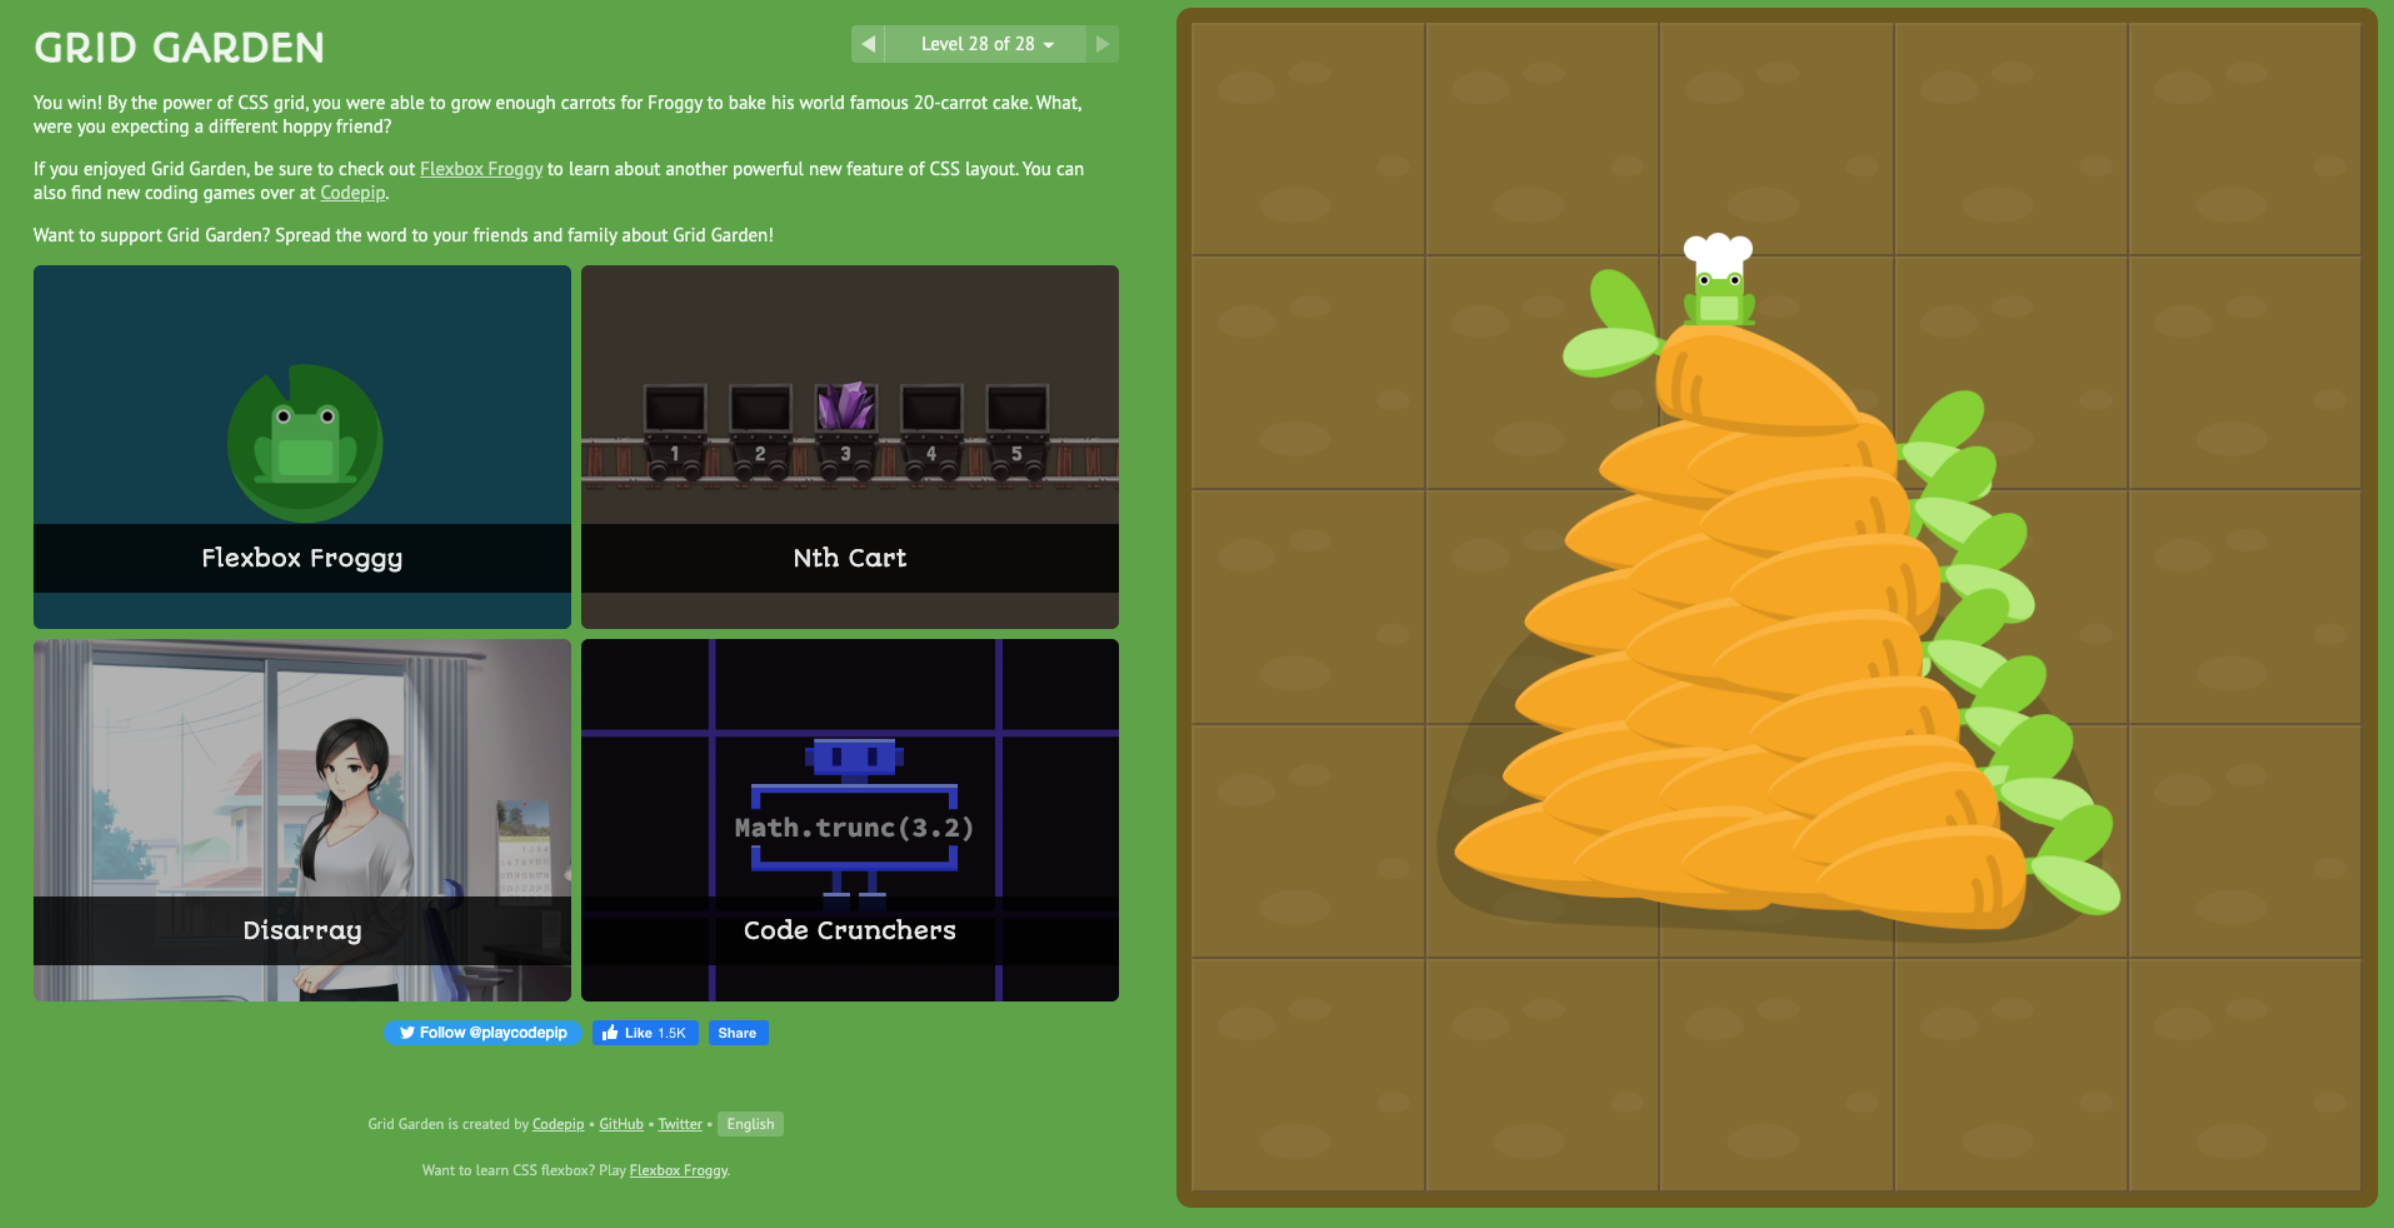 GRID GARDEN
Level 28 of 28
You win! By the power of CSS grid, you were able to grow enough carrots for Froggy to bake his world famous 20-carrot cake. What,
were you expecting a different hoppy friend?
If you enjoyed Grid Garden, be sure to check out Flexbox Froggy to learn about another powerful new feature of CSS layout. You can
also find new coding games over at Codepip.
Want to support Grid Garden? Spread the word to your friends and family about Grid Garden!
Flexbox Froggy
1 2 3 4 5
Nth Cart
Disarray
Math.trunc(3.2)
Code Crunchers
Follow @playcodepip Like 1.5K Share
Grid Garden is created by Codepip • GitHub • Twitter • English
Want to learn CSS flexbox? Play Flexbox Froggy.